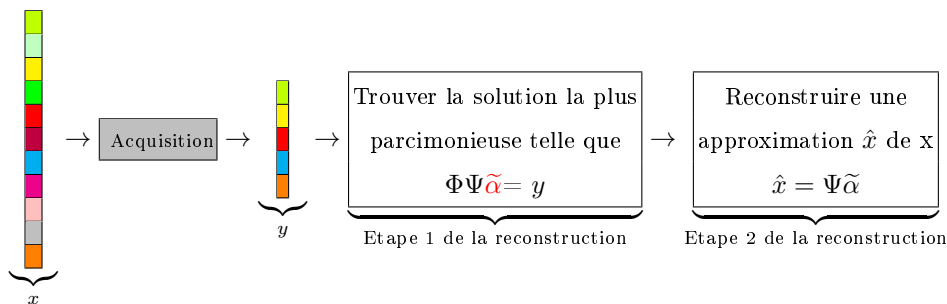 x
→
Acquisition
→
y
→
Trouver la solution la plus
parcimonieuse telle que
ΦΨα̃= y
Etape 1 de la reconstruction
→
Reconstruire une
approximation x̂ de x
x̂ = Ψα̃
Etape 2 de la reconstruction